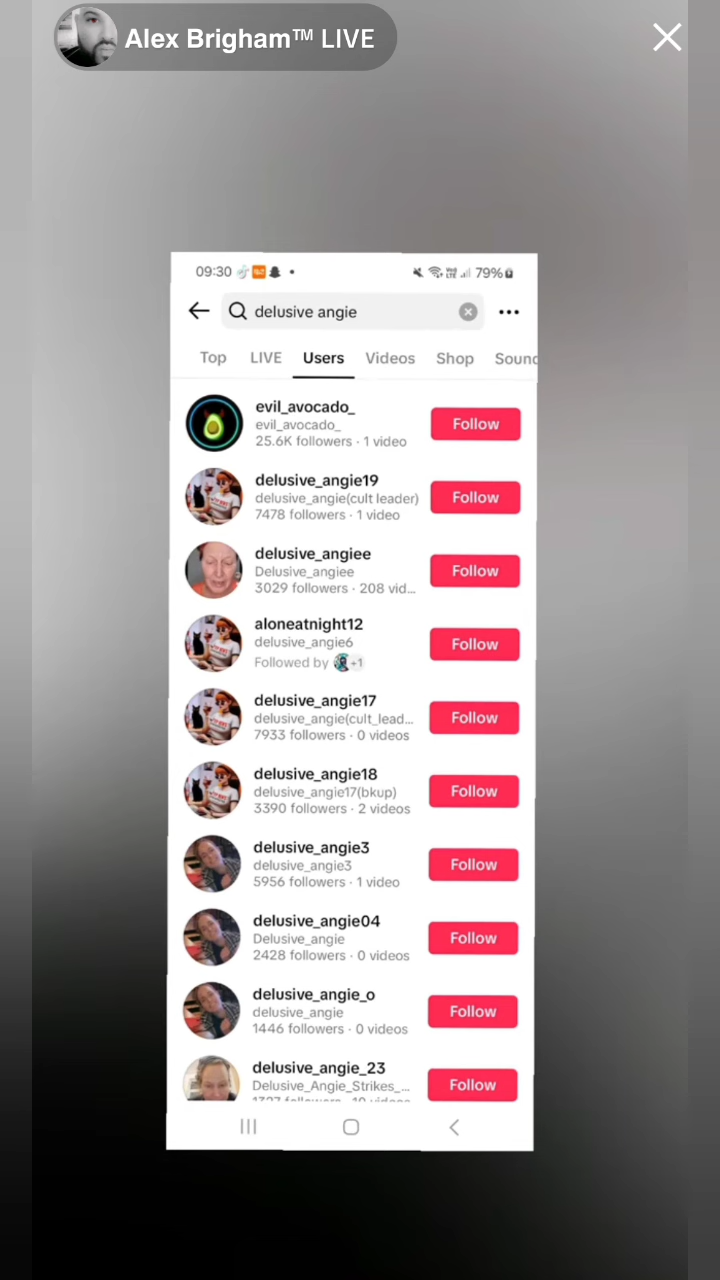 Alex Brigham™ LIVE
09:30
79%
delusive angie
Top LIVE Users Videos Shop Sound
evil_avocado_
evil_avocado_
25.6K followers · 1 video
Follow
delusive_angie19
delusive_angie(cult leader)
7478 followers · 1 video
Follow
delusive_angiee
Delusive_angiee
3029 followers · 208 vid...
Follow
aloneatnight12
delusive_angie6
Followed by +1
Follow
delusive_angie17
delusive_angie(cult_lead...
7933 followers · 0 videos
Follow
delusive_angie18
delusive_angie17(bkup)
3390 followers · 2 videos
Follow
delusive_angie3
delusive_angie3
5956 followers · 1 video
Follow
delusive_angie04
Delusive_angie
2428 followers · 0 videos
Follow
delusive_angie_o
delusive_angie
1446 followers · 0 videos
Follow
delusive_angie_23
Delusive_Angie_Strikes_...
Follow